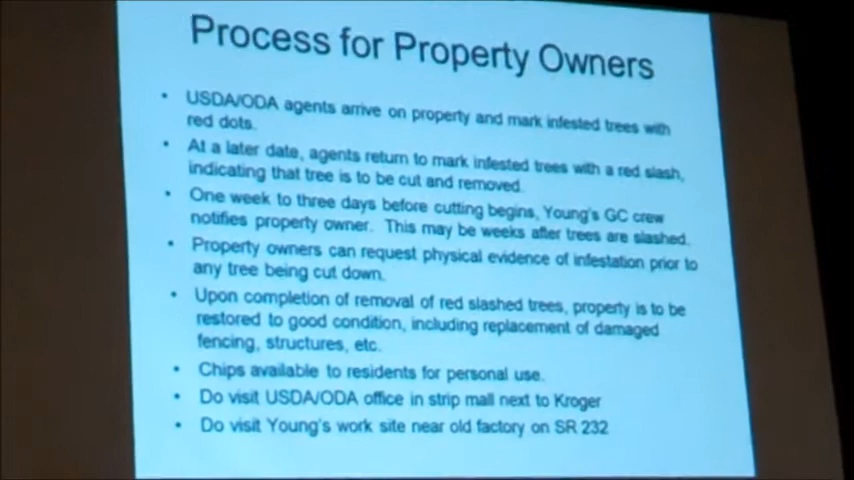 Process for Property Owners
• USDA/ODA agents arrive on property and mark infested trees with
red dots.
• At a later date, agents return to mark infested trees with a red slash,
indicating that tree is to be cut and removed.
• One week to three days before cutting begins, Young's GC crew
notifies property owner. This may be weeks after trees are slashed.
• Property owners can request physical evidence of infestation prior to
any tree being cut down.
• Upon completion of removal of red slashed trees, property is to be
restored to good condition, including replacement of damaged
fencing, structures, etc.
• Chips available to residents for personal use.
• Do visit USDA/ODA office in strip mall next to Kroger
• Do visit Young's work site near old factory on SR 232